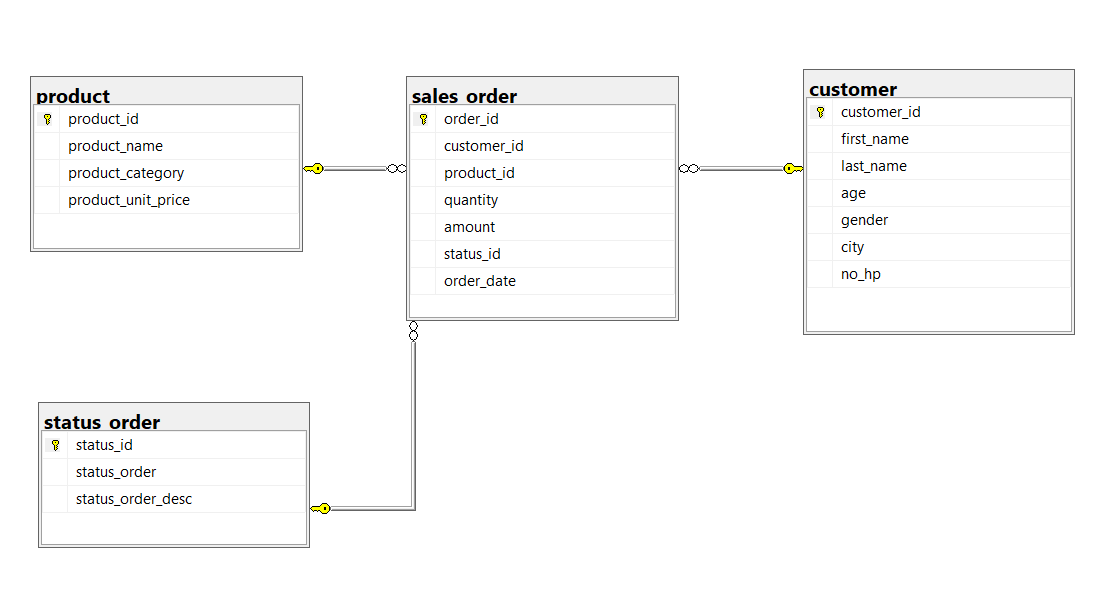 product
product_id
product_name
product_category
product_unit_price
sales_order
order_id
customer_id
product_id
quantity
amount
status_id
order_date
customer
customer_id
first_name
last_name
age
gender
city
no_hp
status_order
status_id
status_order
status_order_desc